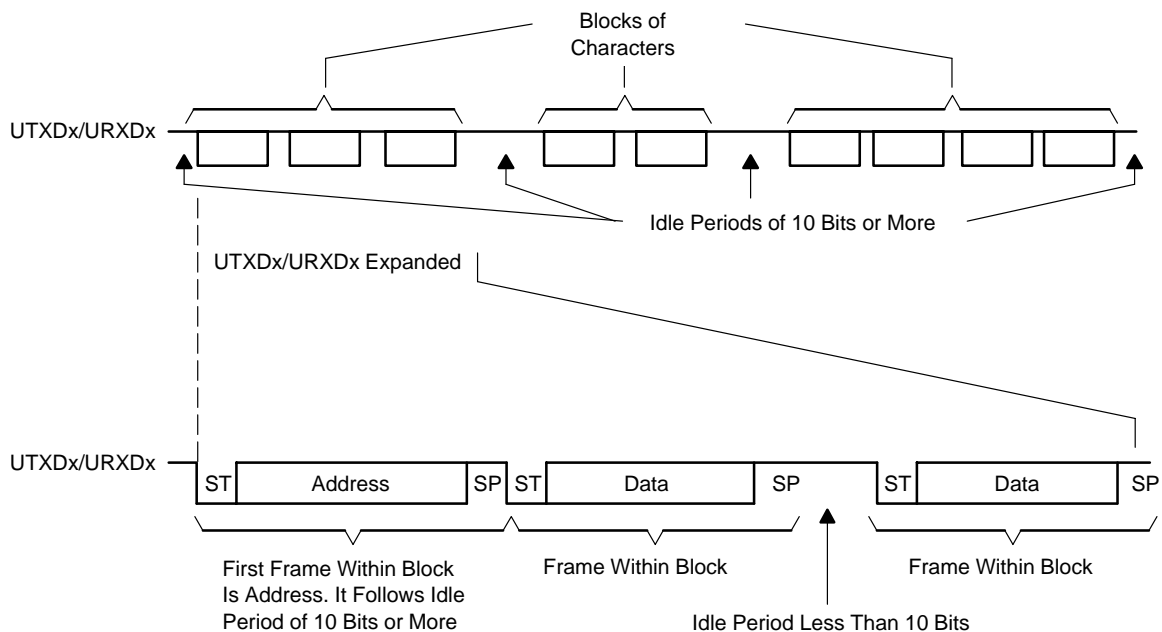 Blocks of
Characters
UTXDx/URXDx
Idle Periods of 10 Bits or More
UTXDx/URXDx Expanded
UTXDx/URXDx
ST
Address
SP
ST
Data
SP
ST
Data
SP
First Frame Within Block
Is Address. It Follows Idle
Period of 10 Bits or More
Frame Within Block
Frame Within Block
Idle Period Less Than 10 Bits